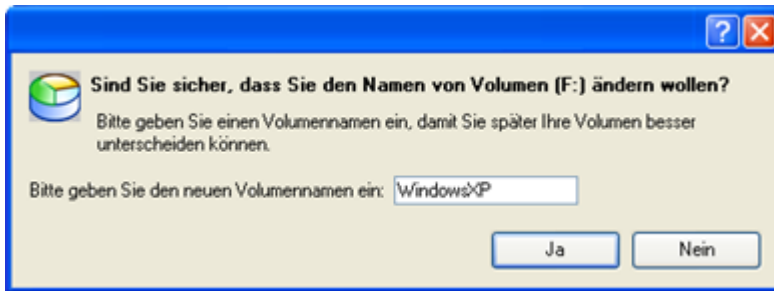 ?
Sind Sie sicher, dass Sie den Namen von Volumen (F:) ändern wollen?
Bitte geben Sie einen Volumennamen ein, damit Sie später Ihre Volumen besser
unterscheiden können.
Bitte geben Sie den neuen Volumennamen ein: WindowsXP
Ja Nein